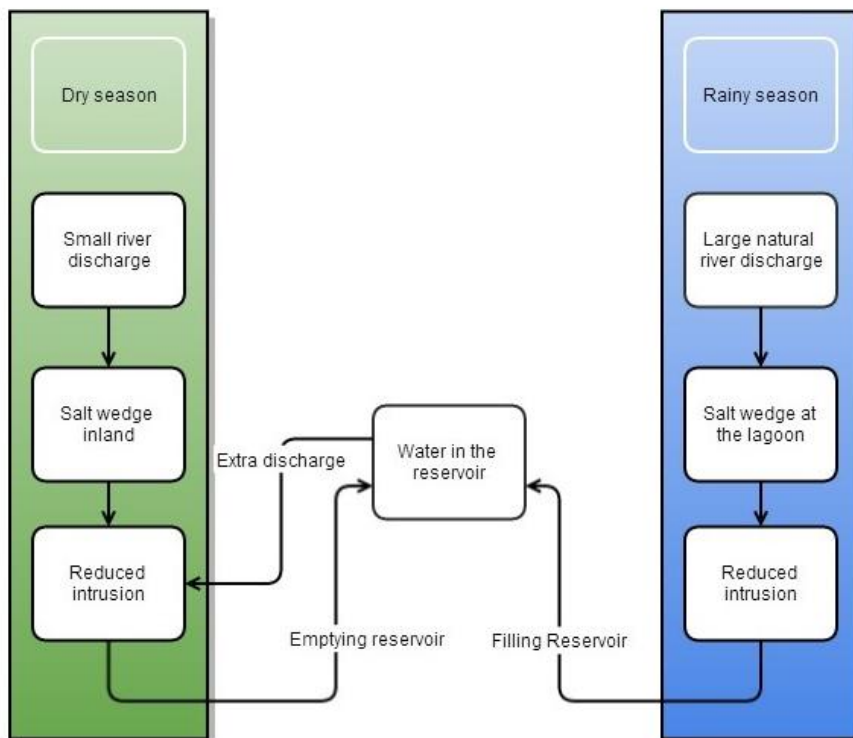 Dry season
Small river
discharge
Salt wedge
inland
Reduced
intrusion
Extra discharge
Water in the
reservoir
Emptying reservoir
Filling Reservoir
Rainy season
Large natural
river discharge
Salt wedge at
the lagoon
Reduced
intrusion